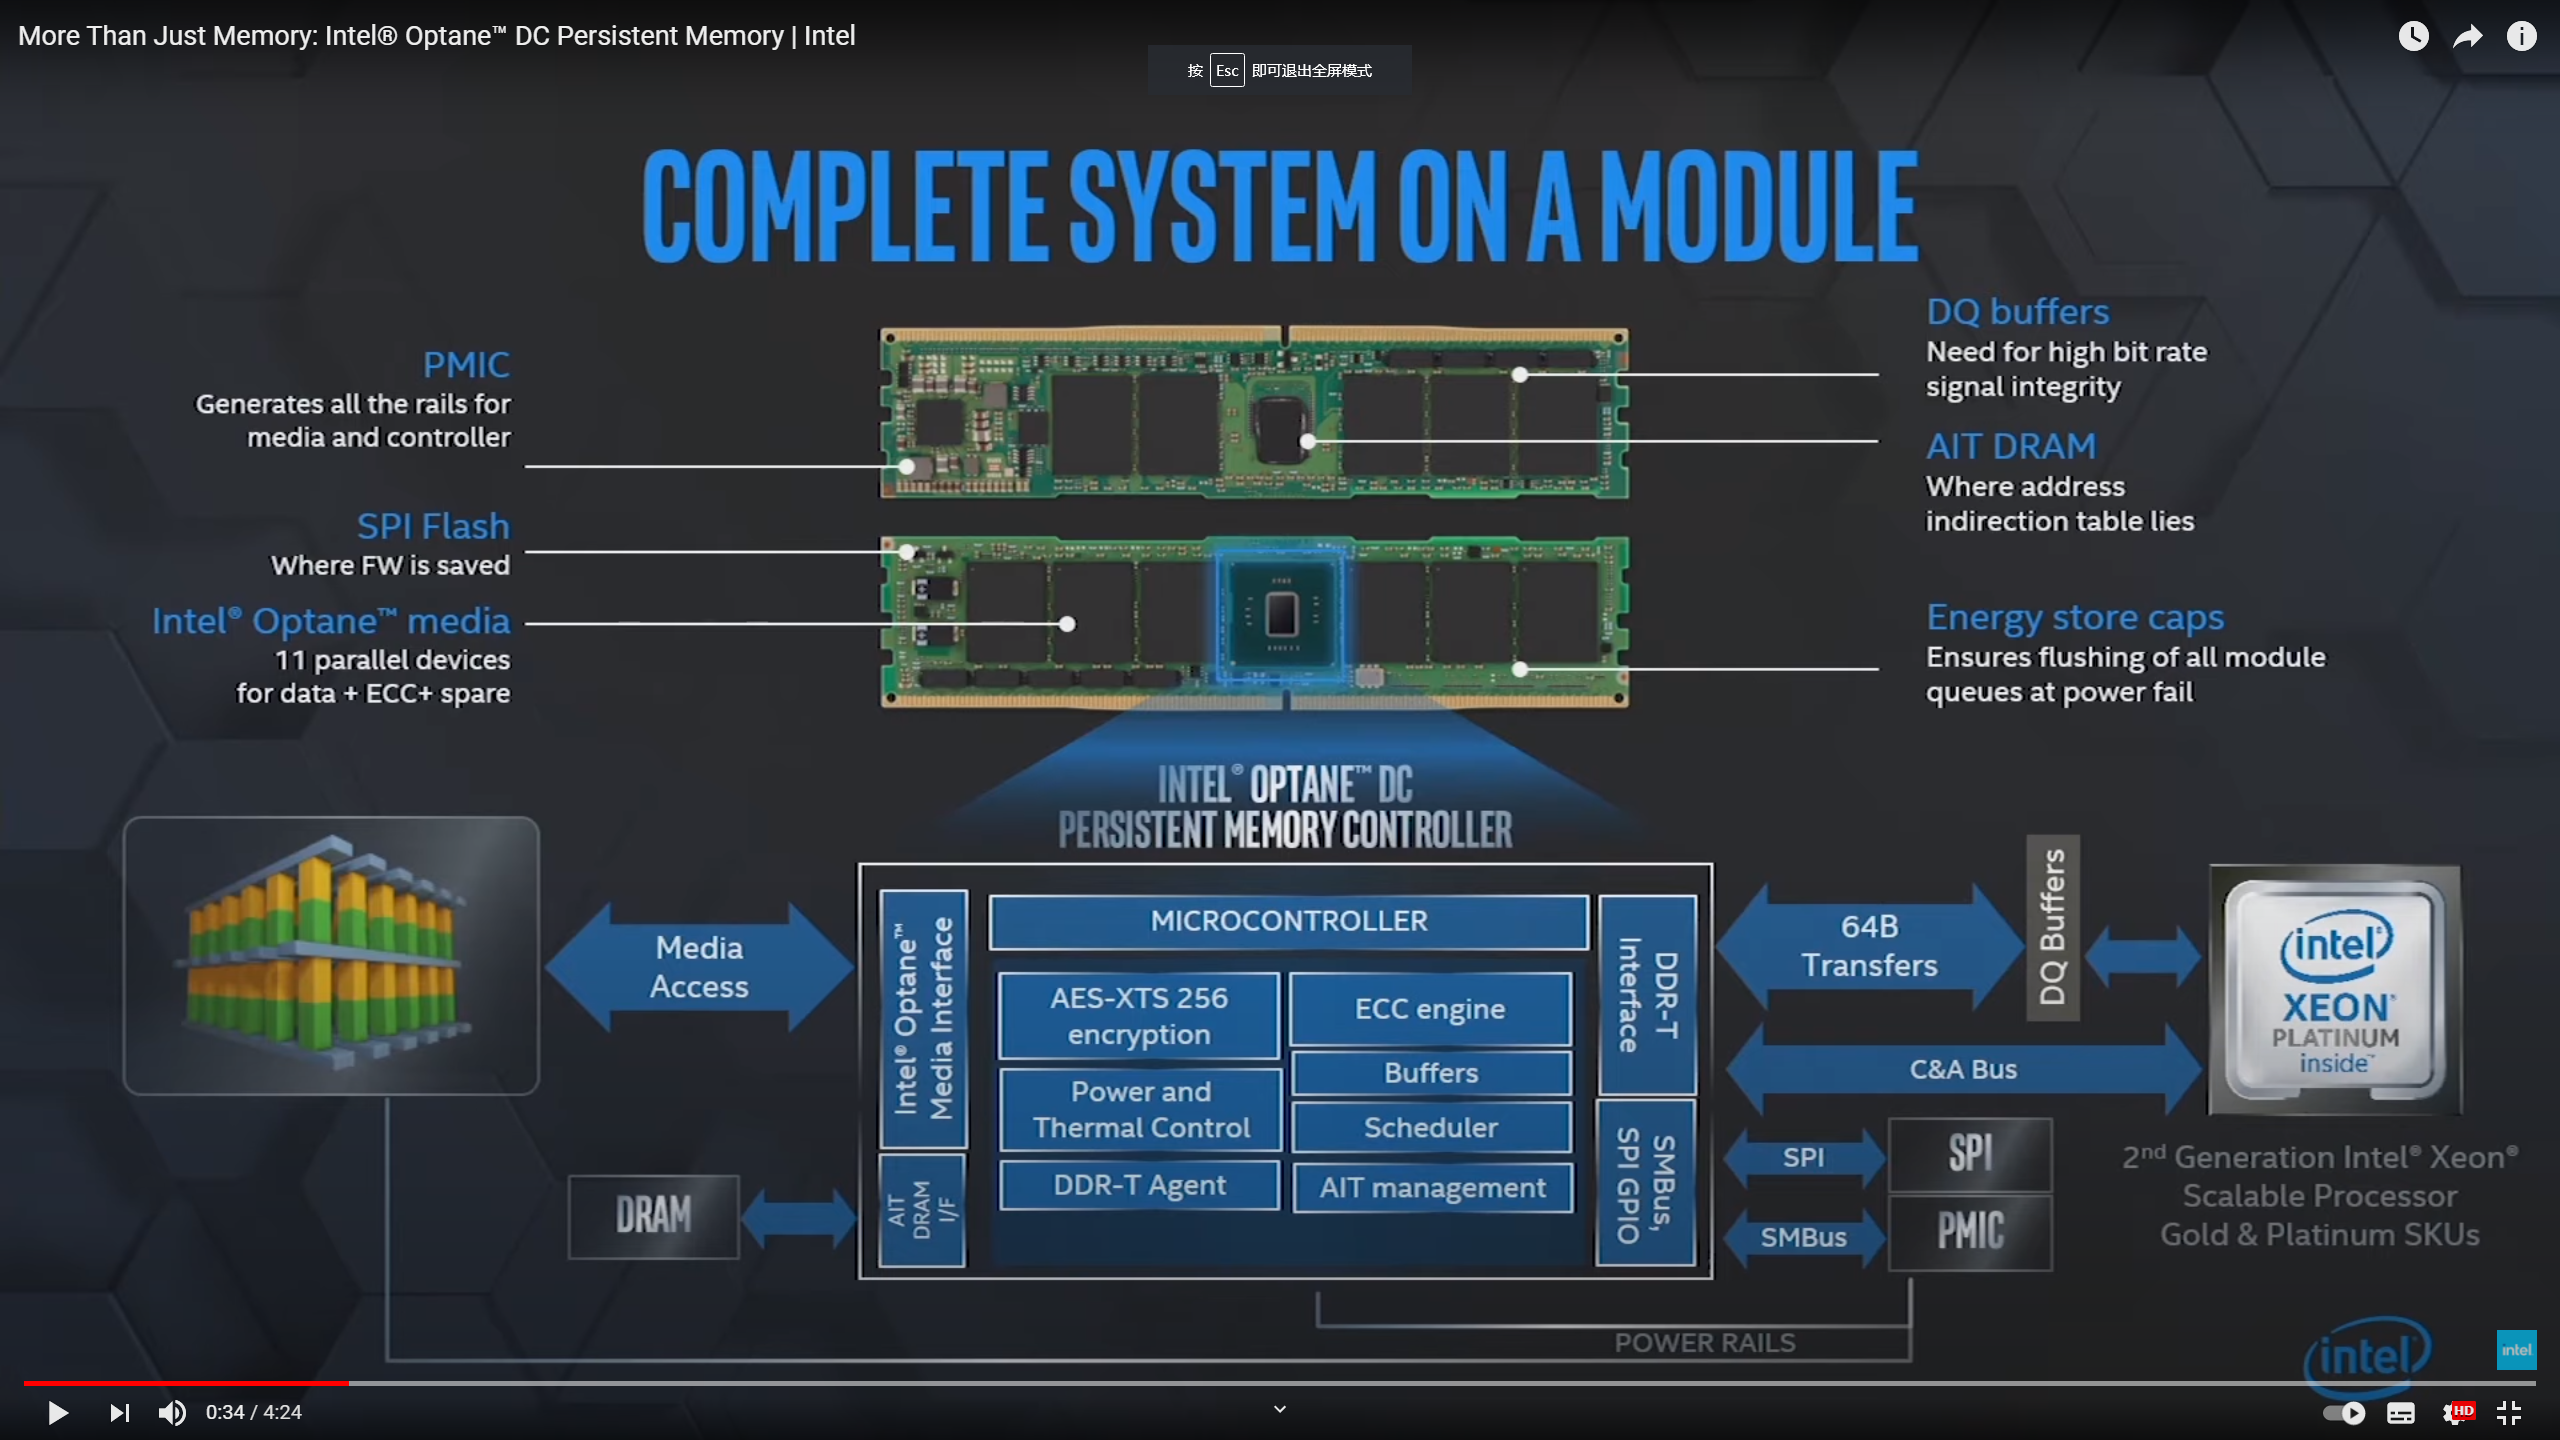 More Than Just Memory: Intel® Optane™ DC Persistent Memory | Intel
按 Esc 即可退出全屏模式
COMPLETE SYSTEM ON A MODULE
PMIC
Generates all the rails for
media and controller
SPI Flash
Where FW is saved
Intel® Optane™ media
11 parallel devices
for data + ECC+ spare
DQ buffers
Need for high bit rate
signal integrity
AIT DRAM
Where address
indirection table lies
Energy store caps
Ensures flushing of all module
queues at power fail
INTEL® OPTANE™ DC
PERSISTENT MEMORY CONTROLLER
Media
Access
DRAM
Intel® Optane™
Media Interface
AIT
DRAM
I/F
MICROCONTROLLER
AES-XTS 256
encryption
Power and
Thermal Control
DDR-T Agent
ECC engine
Buffers
Scheduler
AIT management
DDR-T
Interface
SMBus,
SPI GPIO
64B
Transfers
DQ Buffers
C&A Bus
SPI
SPI
SMBus
PMIC
intel®
XEON®
PLATINUM
inside™
2nd Generation Intel® Xeon®
Scalable Processor
Gold & Platinum SKUs
POWER RAILS
intel
intel
0:34 / 4:24
HD